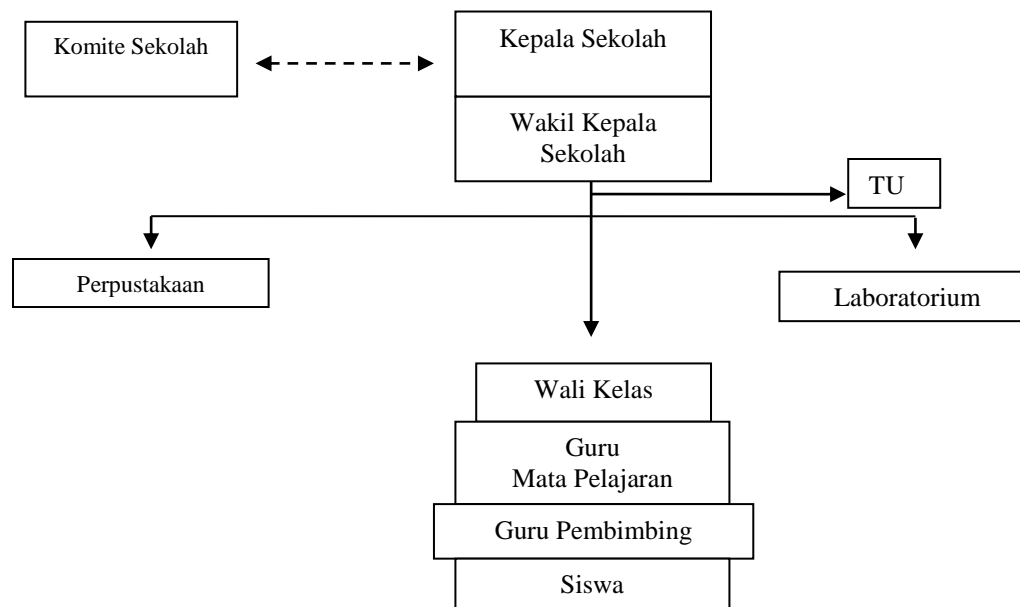 Komite Sekolah
Kepala Sekolah
Wakil Kepala
Sekolah
TU
Perpustakaan
Laboratorium
Wali Kelas
Guru
Mata Pelajaran
Guru Pembimbing
Siswa